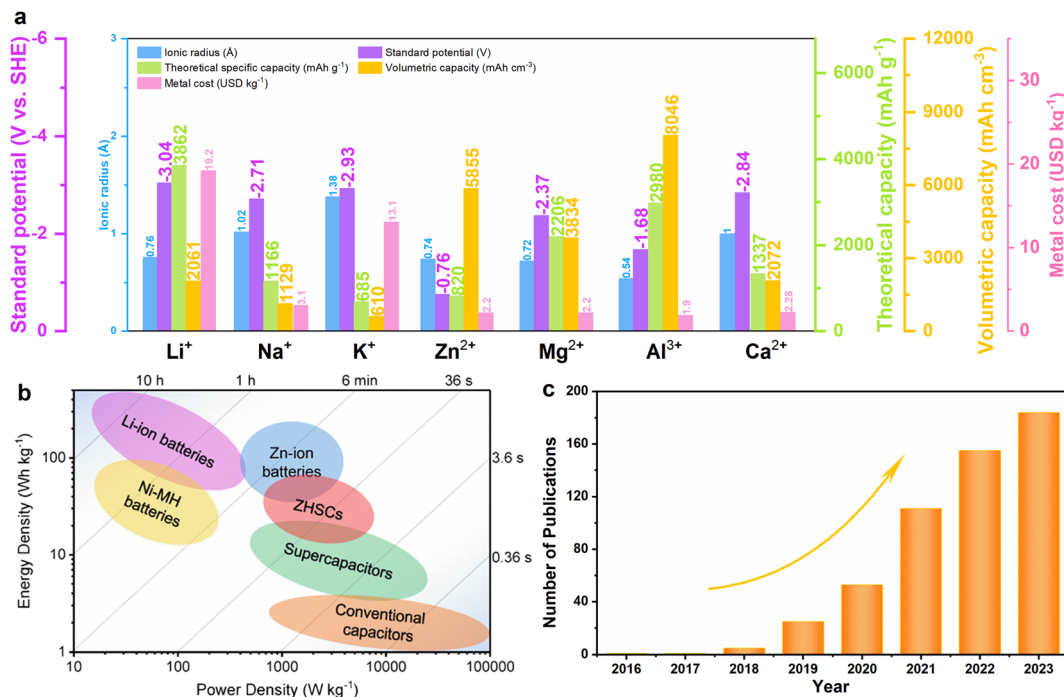 a
Standard potential (V vs. SHE)
-6
-4
-2
0
Ionic radius (Å)
3
2
1
0
Ionic radius (Å)
Standard potential (V)
Theoretical specific capacity (mAh g⁻¹)
Volumetric capacity (mAh cm⁻³)
Metal cost (USD kg⁻¹)
0.76
-3.04
3862
2061
19.2
1.02
-2.71
1166
1129
3.1
1.38
-2.93
685
610
13.1
0.74
-0.76
820
5855
2.2
0.72
-2.37
2206
3834
2.2
0.54
-1.68
2980
8046
1.9
1
-2.84
1337
2072
2.28
Li⁺
Na⁺
K⁺
Zn²⁺
Mg²⁺
Al³⁺
Ca²⁺
6000
4000
2000
0
Theoretical capacity (mAh g⁻¹)
12000
9000
6000
3000
0
Volumetric capacity (mAh cm⁻³)
35
25
20
15
10
5
0
Metal cost (USD kg⁻¹)
b
10 h
1 h
6 min
36 s
3.6 s
0.36 s
Energy Density (Wh kg⁻¹)
100
10
1
Li-ion batteries
Ni-MH
batteries
Zn-ion
batteries
ZHSCs
Supercapacitors
Conventional
capacitors
10
100
1000
10000
100000
Power Density (W kg⁻¹)
c
Number of Publications
200
160
120
80
40
0
2016
2017
2018
2019
2020
2021
2022
2023
Year